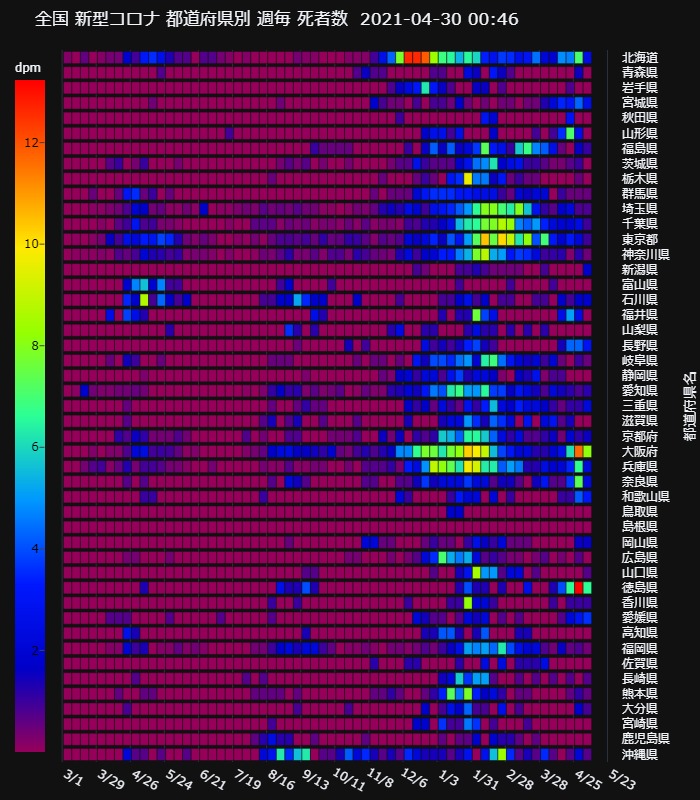 全国 新型コロナ 都道府県別 週毎 死者数 2021-04-30 00:46
dpm
12
10
8
6
4
2
北海道
青森県
岩手県
宮城県
秋田県
山形県
福島県
茨城県
栃木県
群馬県
埼玉県
千葉県
東京都
神奈川県
新潟県
富山県
石川県
福井県
山梨県
長野県
岐阜県
静岡県
愛知県
三重県
滋賀県
京都府
大阪府
兵庫県
奈良県
和歌山県
鳥取県
島根県
岡山県
広島県
山口県
徳島県
香川県
愛媛県
高知県
福岡県
佐賀県
長崎県
熊本県
大分県
宮崎県
鹿児島県
沖縄県
都道府県名
3/1
3/29
4/26
5/24
6/21
7/19
8/16
9/13
10/11
11/8
12/6
1/3
1/31
2/28
3/28
4/25
5/23